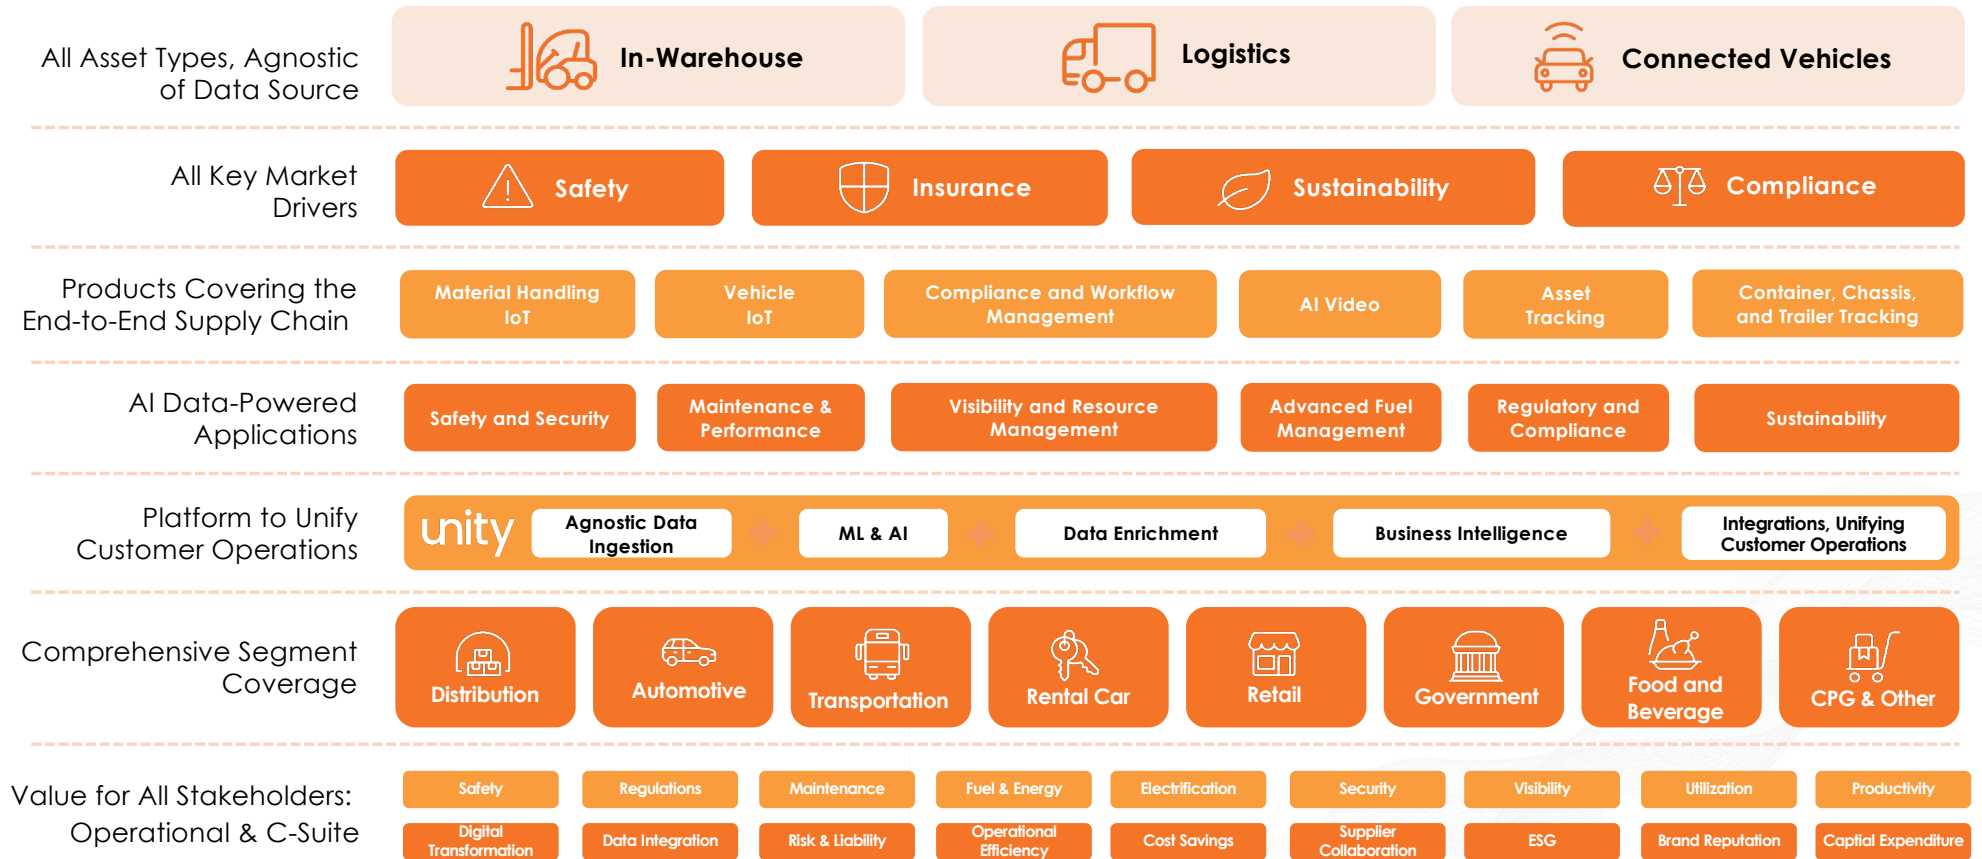 All Asset Types, Agnostic
of Data Source
In-Warehouse
Logistics
Connected Vehicles
All Key Market
Drivers
Safety
Insurance
Sustainability
Compliance
Products Covering the
End-to-End Supply Chain
Material Handling
IoT
Vehicle
IoT
Compliance and Workflow
Management
AI Video
Asset
Tracking
Container, Chassis,
and Trailer Tracking
AI Data-Powered
Applications
Safety and Security
Maintenance &
Performance
Visibility and Resource
Management
Advanced Fuel
Management
Regulatory and
Compliance
Sustainability
Platform to Unify
Customer Operations
unity
Agnostic Data
Ingestion
ML & AI
Data Enrichment
Business Intelligence
Integrations, Unifying
Customer Operations
Comprehensive Segment
Coverage
Distribution
Automotive
Transportation
Rental Car
Retail
Government
Food and
Beverage
CPG & Other
Value for All Stakeholders:
Operational & C-Suite
Safety
Regulations
Maintenance
Fuel & Energy
Electrification
Security
Visibility
Utilization
Productivity
Digital
Transformation
Data Integration
Risk & Liability
Operational
Efficiency
Cost Savings
Supplier
Collaboration
ESG
Brand Reputation
Captial Expenditure